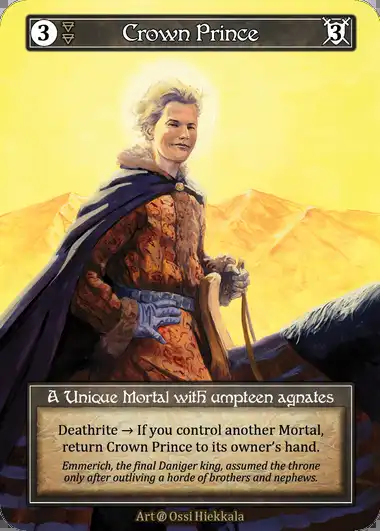 3 Crown Prince 3
A Unique Mortal with umpteen agnates
Deathrite → If you control another Mortal,
return Crown Prince to its owner's hand.
Emmerich, the final Daniger king, assumed the throne
only after outliving a horde of brothers and nephews.
Art @ Ossi Hiekkala